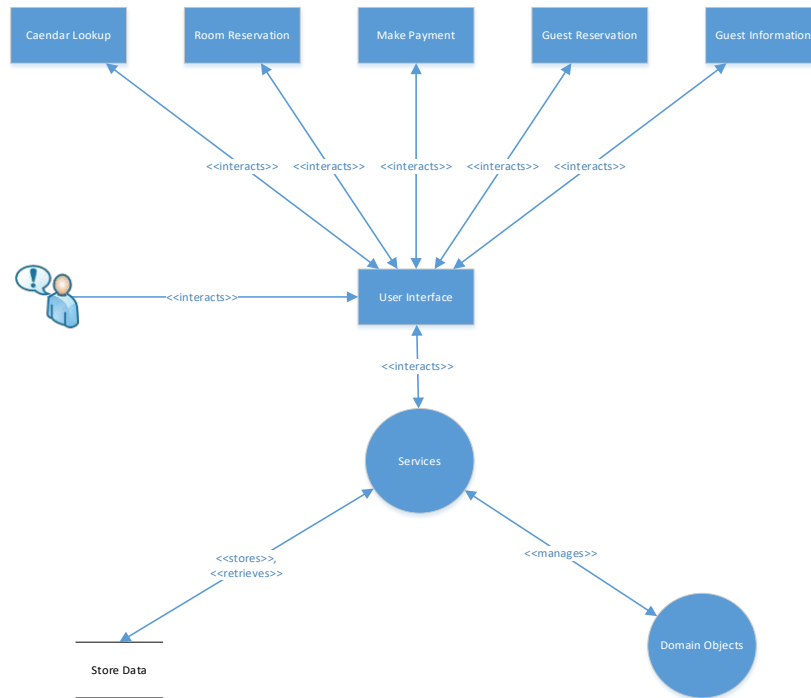 Caendar Lookup
Room Reservation
Make Payment
Guest Reservation
Guest Information
<<interacts>>
<<interacts>>
<<interacts>>
<<interacts>>
<<interacts>>
!
<<interacts>>
User Interface
<<interacts>>
Services
<<stores>>,
<<retrieves>>
<<manages>>
Store Data
Domain Objects